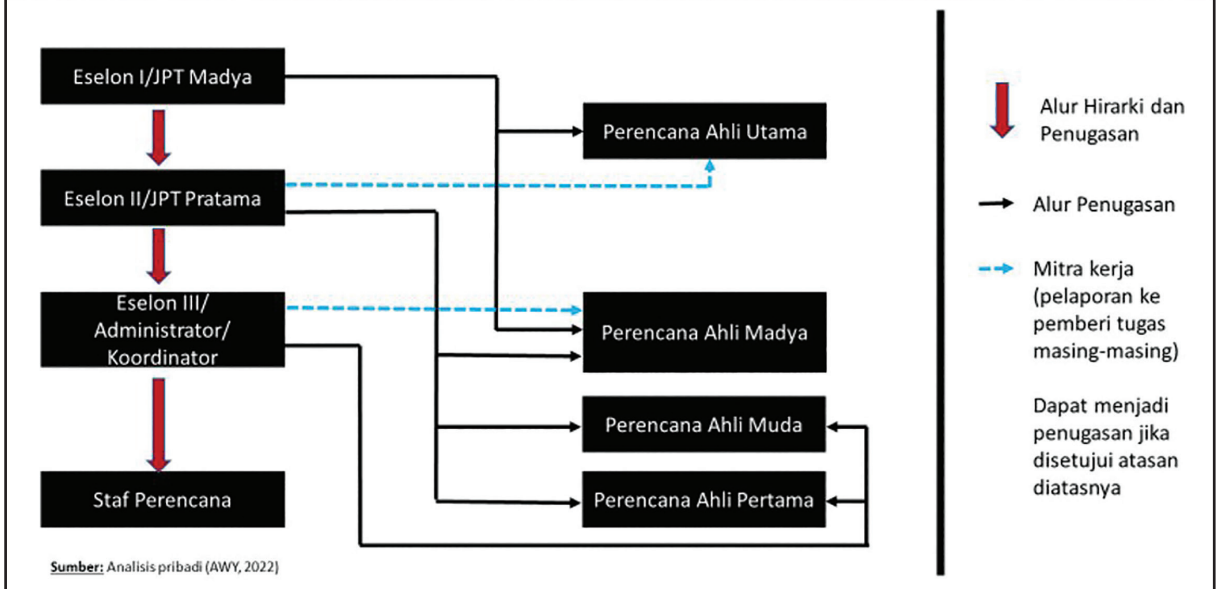 Eselon I/JPT Madya
Perencana Ahli Utama
Eselon II/JPT Pratama
Eselon III/
Administrator/
Koordinator
Perencana Ahli Madya
Perencana Ahli Muda
Staf Perencana
Perencana Ahli Pertama
Sumber: Analisis pribadi (AWY, 2022)
Alur Hirarki dan
Penugasan
Alur Penugasan
Mitra kerja
(pelaporan ke
pemberi tugas
masing-masing)
Dapat menjadi
penugasan jika
disetujui atasan
diatasnya